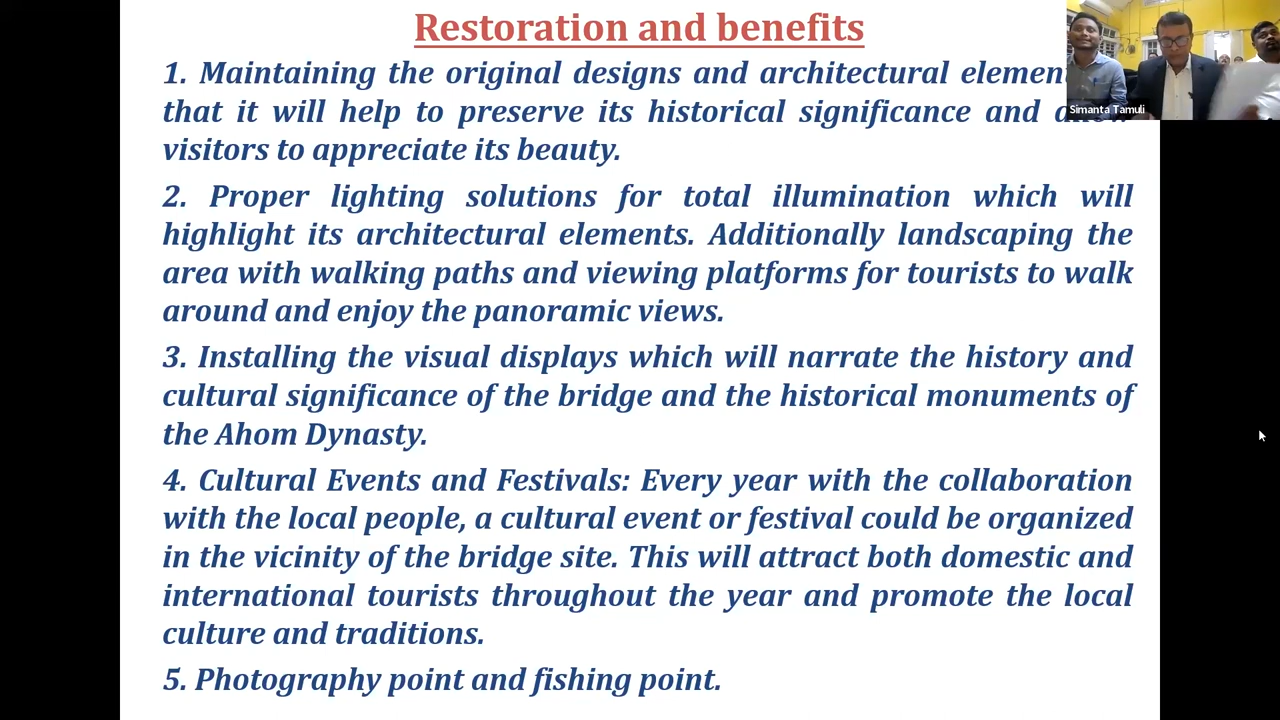 Restoration and benefits
1. Maintaining the original designs and architectural
that it will help to preserve its historical significance and
visitors to appreciate its beauty.
2. Proper lighting solutions for total illumination which will
highlight its architectural elements. Additionally landscaping the
area with walking paths and viewing platforms for tourists to walk
around and enjoy the panoramic views.
3. Installing the visual displays which will narrate the history and
cultural significance of the bridge and the historical monuments of
the Ahom Dynasty.
4. Cultural Events and Festivals: Every year with the collaboration
with the local people, a cultural event or festival could be organized
in the vicinity of the bridge site. This will attract both domestic and
international tourists throughout the year and promote the local
culture and traditions.
5. Photography point and fishing point.
Simanta Tamuli